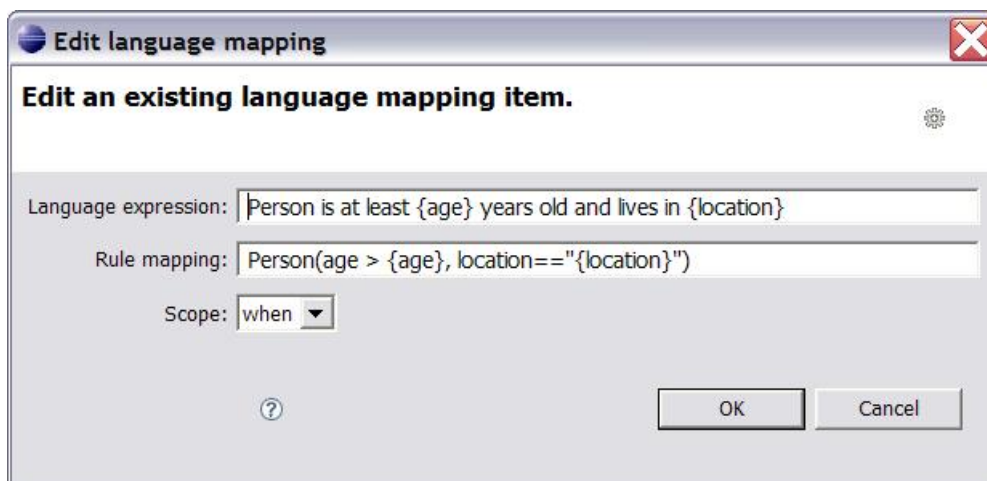 Edit language mapping
Edit an existing language mapping item.
Language expression: Person is at least {age} years old and lives in {location}
Rule mapping: Person(age > {age}, location=="{location}")
Scope: when
? OK Cancel